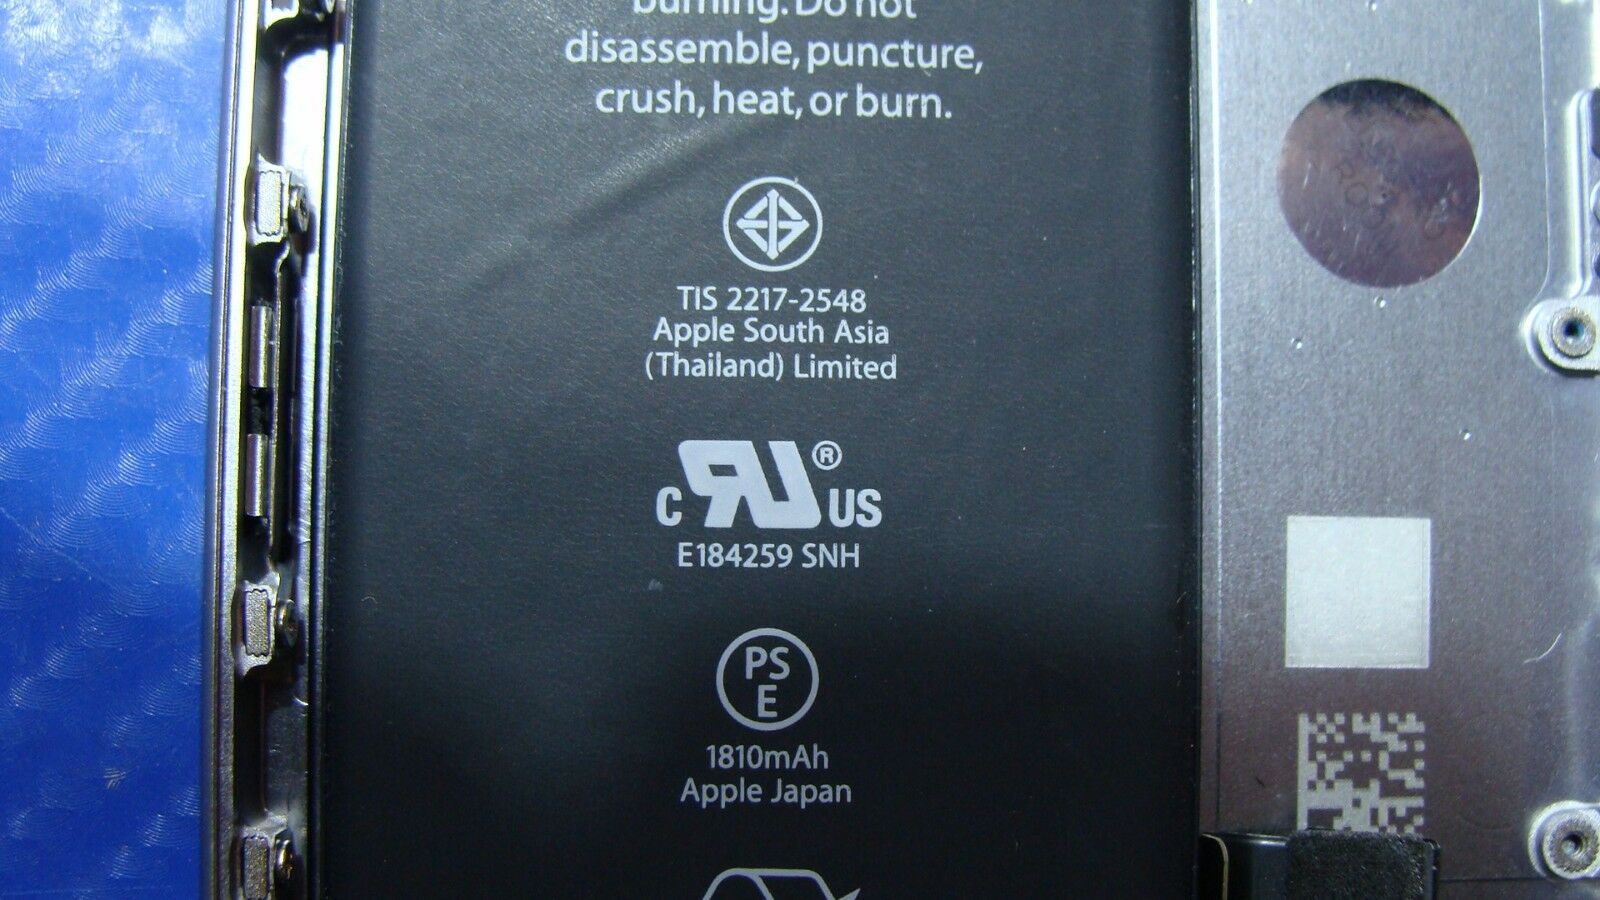 burning. Do not
disassemble, puncture,
crush, heat, or burn.
TIS 2217-2548
Apple South Asia
(Thailand) Limited
c RU ® US
E184259 SNH
PS
E
1810mAh
Apple Japan